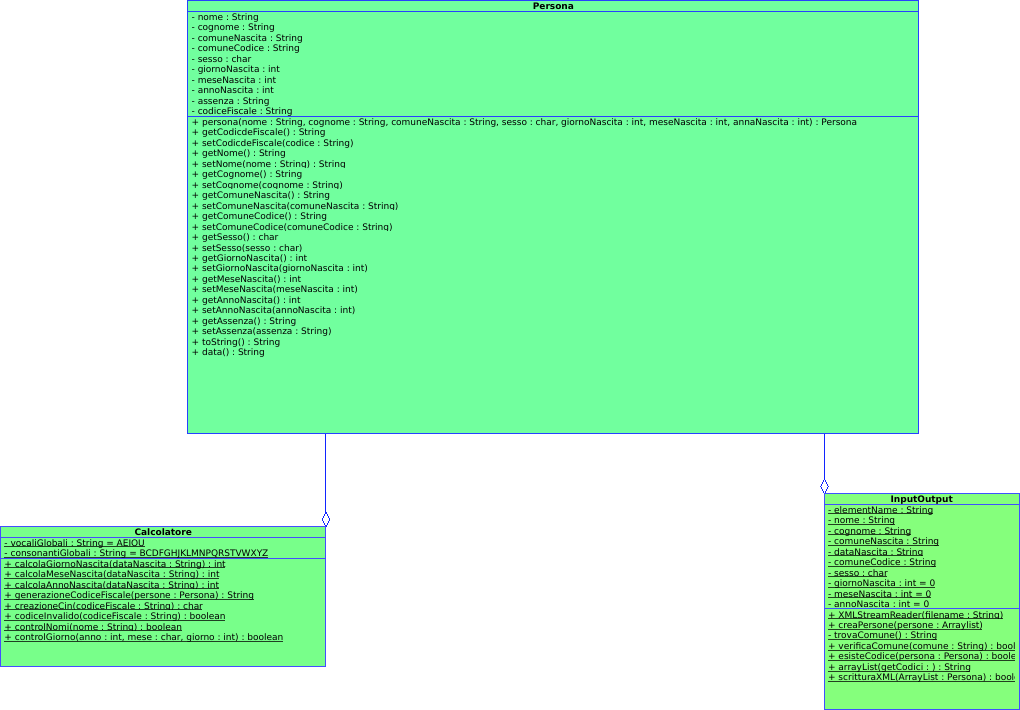 Persona
- nome : String
- cognome : String
- comuneNascita : String
- comuneCodice : String
- sesso : char
- giornoNascita : int
- meseNascita : int
- annoNascita : int
- assenza : String
- codiceFiscale : String
+ persona(nome : String, cognome : String, comuneNascita : String, sesso : char, giorноNascita : int, meseNascita : int, annaNascita : int) : Persona
+ getCodicdeFiscale() : String
+ setCodicdeFiscale(codice : String)
+ getNome() : String
+ setNome(nome : String) : String
+ getCognome() : String
+ setCognome(cognome : String)
+ getComuneNascita() : String
+ setComuneNascita(comuneNascita : String)
+ getComuneCodice() : String
+ setComuneCodice(comuneCodice : String)
+ getSesso() : char
+ setSesso(sesso : char)
+ getGiornoNascita() : int
+ setGiornoNascita(giornoNascita : int)
+ getMeseNascita() : int
+ setMeseNascita(meseNascita : int)
+ getAnnoNascita() : int
+ setAnnoNascita(annoNascita : int)
+ getAssenza() : String
+ setAssenza(assenza : String)
+ toString() : String
+ data() : String
Calcolatore
- vocaliGlobali : String = AEIOU
- consonantiGlobali : String = BCDFGHJKLMNPQRSTVWXYZ
+ calcolaGiornoNascita(dataNascita : String) : int
+ calcolaMeseNascita(dataNascita : String) : int
+ calcolaAnnoNascita(dataNascita : String) : int
+ generazioneCodiceFiscale(persone : Persona) : String
+ creazioneCin(codiceFiscale : String) : char
+ codiceInvalido(codiceFiscale : String) : boolean
+ controlNomi(nome : String) : boolean
+ controlGiorno(anno : int, mese : char, giorno : int) : boolean
InputOutput
- elementName : String
- nome : String
- cognome : String
- comuneNascita : String
- dataNascita : String
- comuneCodice : String
- sesso : char
- giornoNascita : int = 0
- meseNascita : int = 0
- annoNascita : int = 0
+ XMLStreamReader(filename : String)
+ creaPersone(persone : Arraylist)
- trovaComune() : String
+ verificaComune(comune : String) : bool
+ esisteCodice(persona : Persona) : boole
+ arrayList(getCodici : ) : String
+ scritturaXML(ArrayList : Persona) : bool